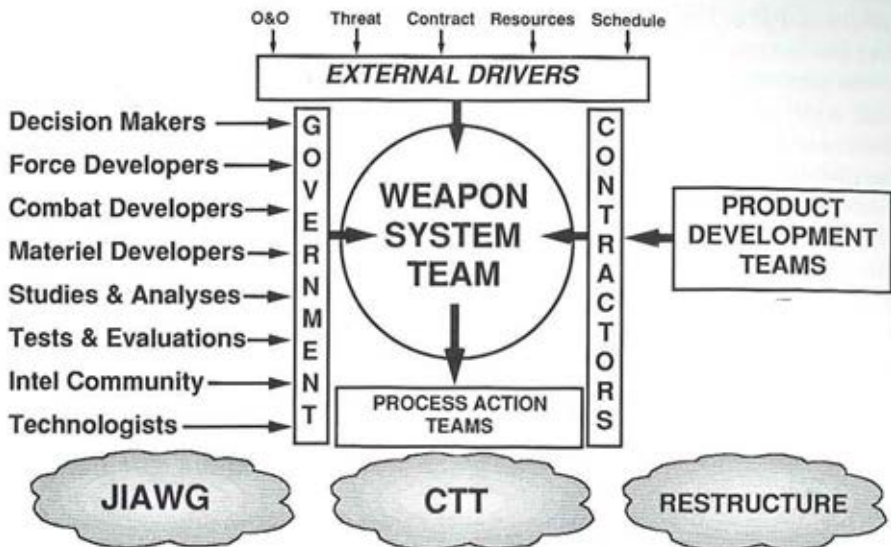 O&O Threat Contract Resources Schedule
EXTERNAL DRIVERS
Decision Makers
Force Developers
Combat Developers
Materiel Developers
Studies & Analyses
Tests & Evaluations
Intel Community
Technologists
GOVERNMENT
WEAPON
SYSTEM
TEAM
CONTRACTORS
PRODUCT
DEVELOPMENT
TEAMS
PROCESS ACTION
TEAMS
JIAWG
CTT
RESTRUCTURE